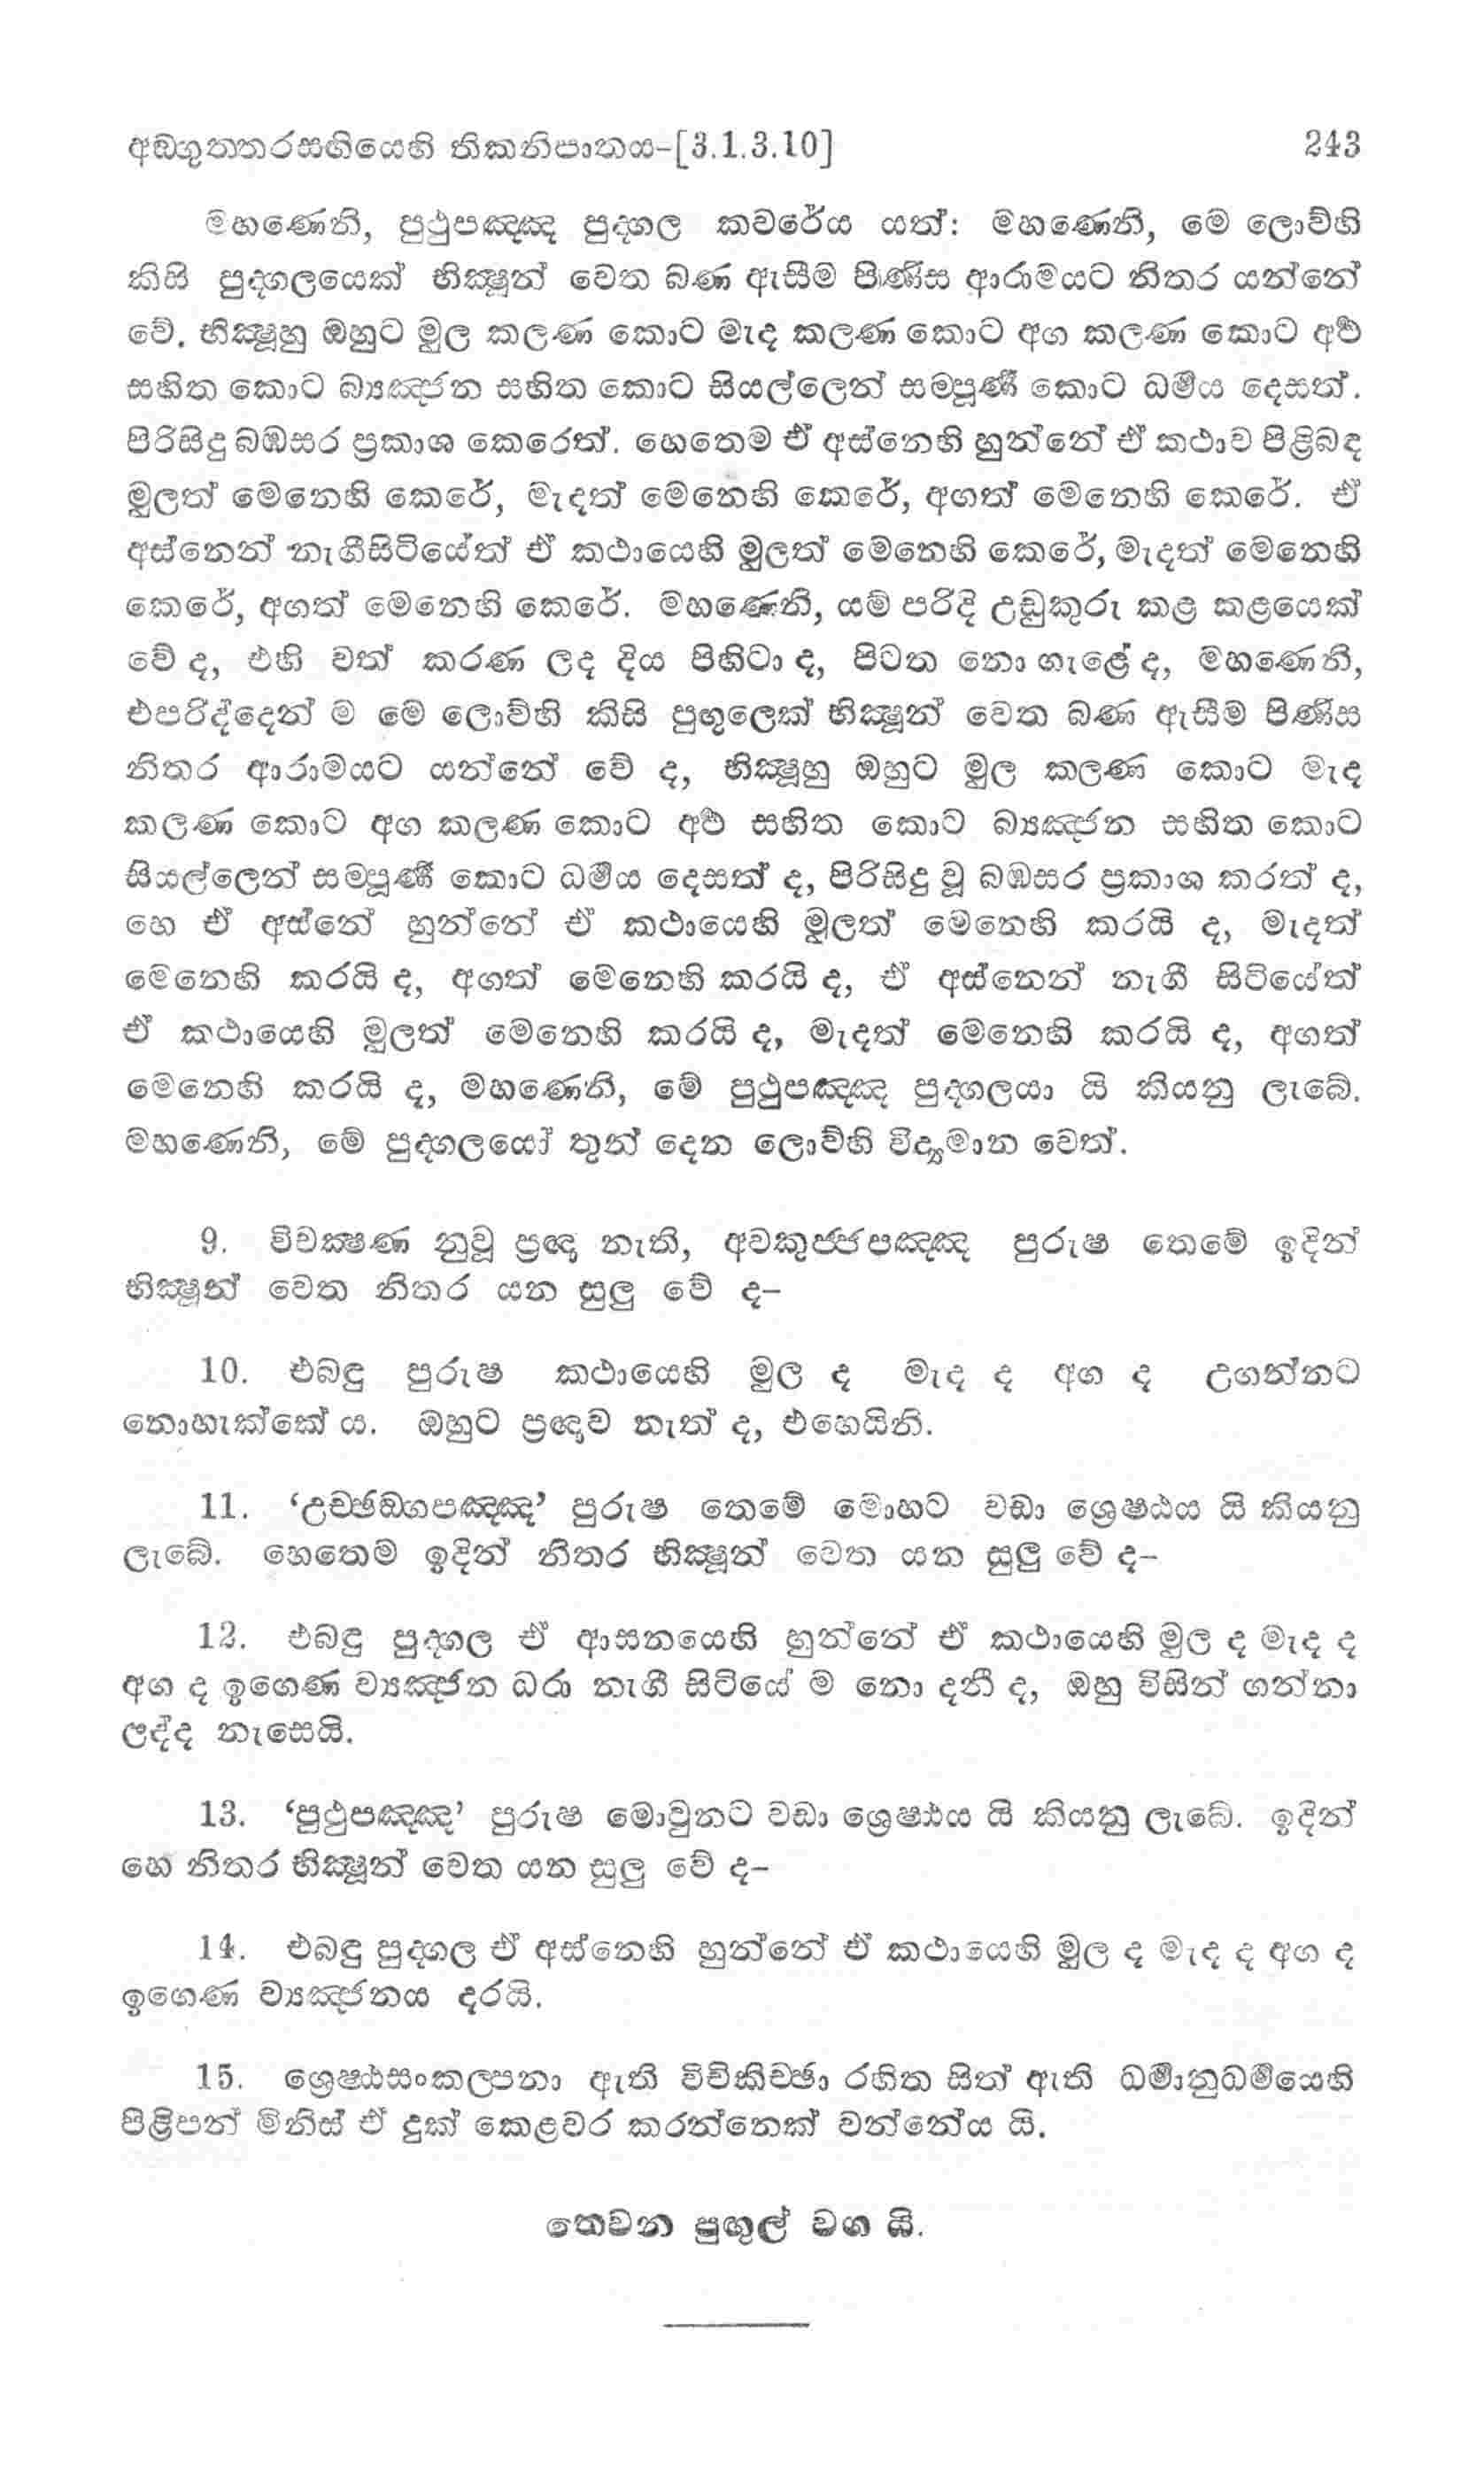 අඞ්ගුත්තරසඟියෙහි තිකනිපාතය-[3.1.3.10] 243
මහණෙනි, පුථුපඤ්ඤ පුද්ගල කවරේය යත්: මහණෙනි, මෙ ලොව්හි
කිසි පුද්ගලයෙක් භික්ෂූන් වෙත බණ ඇසීම පිණිස ආරාමයට නිතර යන්නේ
වේ. භික්ෂූහු ඔහුට මුල කලණ කොට මැද කලණ කොට අග කලණ කොට අර්‍ථ
සහිත කොට බ්‍යඤ්ජන සහිත කොට සියල්ලෙන් සම්පූර්‍ණ කොට ධර්‍මය දෙසත්.
පිරිසිදු බඹසර ප්‍රකාශ කෙරෙත්. හෙතෙම ඒ අස්නෙහි හුන්නේ ඒ කථාව පිළිබඳ
මුලත් මෙනෙහි කෙරේ, මැදත් මෙනෙහි කෙරේ, අගත් මෙනෙහි කෙරේ. ඒ
අස්නෙන් නැගීසිටියේත් ඒ කථායෙහි මුලත් මෙනෙහි කෙරේ, මැදත් මෙනෙහි
කෙරේ, අගත් මෙනෙහි කෙරේ. මහණෙනි, යම් පරිදි උඩුකුරු කළ කළයෙක්
වේ ද, එහි වත් කරණ ලද දිය පිහිටා ද, පිටත නො ගැළේ ද, මහණෙනි,
එපරිද්දෙන් ම මෙ ලොව්හි කිසි පුඟුලෙක් භික්ෂූන් වෙත බණ ඇසීම පිණිස
නිතර ආරාමයට යන්නේ වේ ද, භික්ෂූහු ඔහුට මුල කලණ කොට මැද
කලණ කොට අග කලණ කොට අර්‍ථ සහිත කොට බ්‍යඤ්ජන සහිත කොට
සියල්ලෙන් සම්පූර්‍ණ කොට ධර්‍මය දෙසත් ද, පිරිසිදු වූ බඹසර ප්‍රකාශ කරත් ද,
හෙ ඒ අස්නේ හුන්නේ ඒ කථායෙහි මුලත් මෙනෙහි කරයි ද, මැදත්
මෙනෙහි කරයි ද, අගත් මෙනෙහි කරයි ද, ඒ අස්නෙන් නැගී සිටියේත්
ඒ කථායෙහි මුලත් මෙනෙහි කරයි ද, මැදත් මෙනෙහි කරයි ද, අගත්
මෙනෙහි කරයි ද, මහණෙනි, මේ පුථුපඤ්ඤ පුද්ගලයා යි කියනු ලැබේ.
මහණෙනි, මේ පුද්ගලයෝ තුන් දෙන ලොව්හි විද්‍යමාන වෙත්.
9. විචක්ෂණ නුවූ ප්‍රඥා නැති, අවකුජ්ජපඤ්ඤ පුරුෂ තෙමේ ඉදින්
භික්ෂූන් වෙත නිතර යන සුලු වේ ද–
10. එබඳු පුරුෂ කථායෙහි මුල ද මැද ද අග ද උගන්නට
නොහැක්කේ ය. ඔහුට ප්‍රඥාව නැත් ද, එහෙයිනි.
11. ‘උච්ඡඞ්ගපඤ්ඤ’ පුරුෂ තෙමේ මොහට වඩා ශ්‍රෙෂ්ඨය යි කියනු
ලැබේ. හෙතෙම ඉදින් නිතර භික්ෂූන් වෙත යන සුලු වේ ද–
12. එබඳු පුද්ගල ඒ ආසනයෙහි හුන්නේ ඒ කථායෙහි මුල ද මැද ද
අග ද ඉගෙණ ව්‍යඤ්ජන ධරා නැගී සිටියේ ම නො දනී ද, ඔහු විසින් ගන්නා
ලද්ද නැසෙයි.
13. ‘පුථුපඤ්ඤ’ පුරුෂ මොවුනට වඩා ශ්‍රෙෂ්ඨය යි කියනු ලැබේ. ඉදින්
හෙ නිතර භික්ෂූන් වෙත යන සුලු වේ ද–
14. එබඳු පුද්ගල ඒ අස්නෙහි හුන්නේ ඒ කථායෙහි මුල ද මැද ද අග ද
ඉගෙණ ව්‍යඤ්ජනය දරයි.
15. ශ්‍රෙෂ්ඨසංකල්පනා ඇති විචිකිච්ඡා රහිත සිත් ඇති ධර්‍මානුධර්‍මයෙහි
පිළිපන් මිනිස් ඒ දුක් කෙළවර කරන්නෙක් වන්නේය යි.
තෙවන පුඟුල් වග යි.